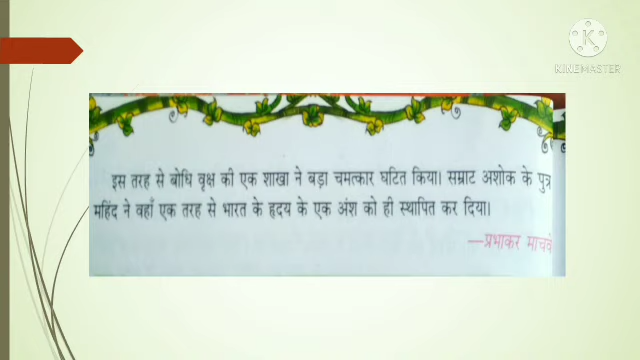 KINEMASTER
इस तरह से बोधि वृक्ष की एक शाखा ने बड़ा चमत्कार घटित किया। सम्राट अशोक के पुत्र
महिंद ने वहाँ एक तरह से भारत के हृदय के एक अंश को ही स्थापित कर दिया।
—प्रभाकर माचवे